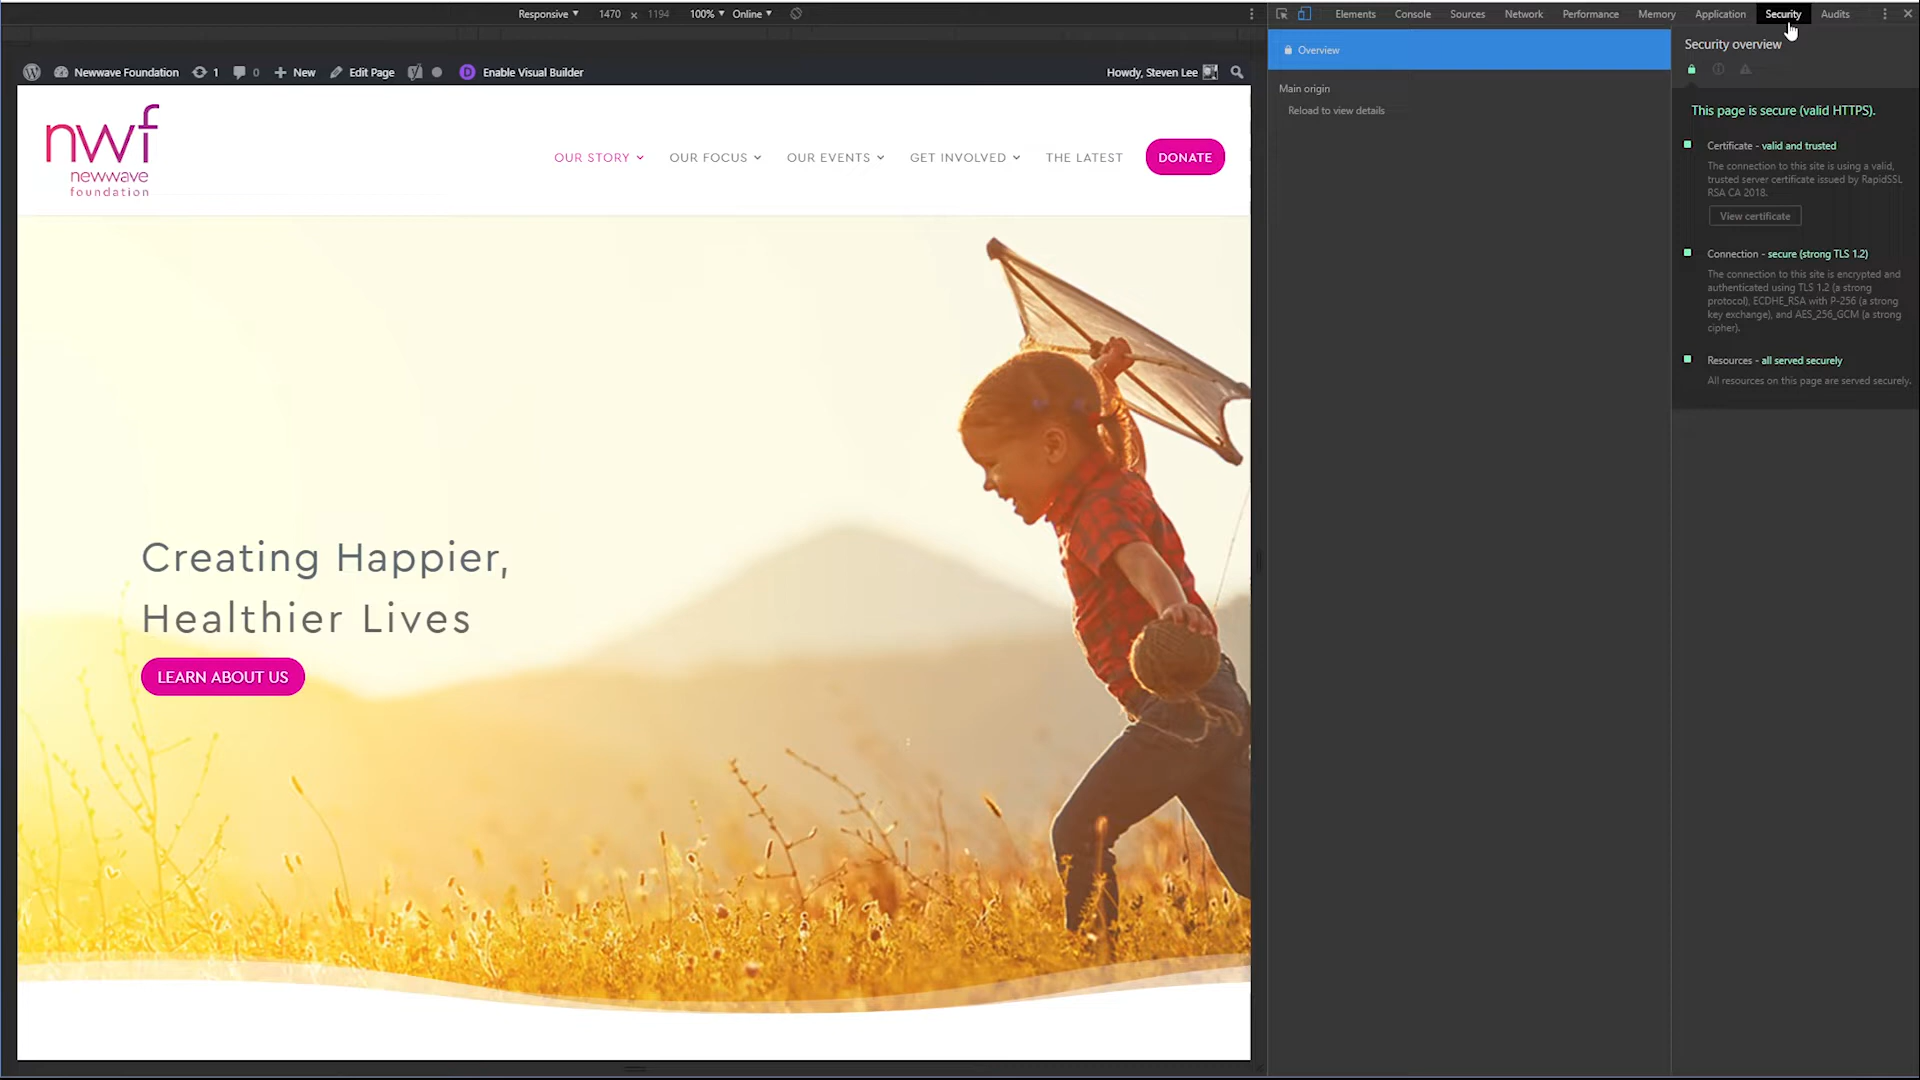 Responsive
1470 x 1194
100%
Online
Elements
Console
Sources
Network
Performance
Memory
Application
Security
Audits
Newwave Foundation
1
0
New
Edit Page
D
Enable Visual Builder
Howdy, Steven Lee
nwf
newwave
foundation
OUR STORY
OUR FOCUS
OUR EVENTS
GET INVOLVED
THE LATEST
DONATE
Creating Happier,
Healthier Lives
LEARN ABOUT US
Overview
Main origin
Reload to view details
Security overview
This page is secure (valid HTTPS).
Certificate - valid and trusted
The connection to this site is using a valid,
trusted server certificate issued by RapidSSL
RSA CA 2018.
View certificate
Connection - secure (strong TLS 1.2)
The connection to this site is encrypted and
authenticated using TLS 1.2 (a strong
protocol), ECDHE_RSA with P-256 (a strong
key exchange), and AES_256_GCM (a strong
cipher).
Resources - all served securely
All resources on this page are served securely.